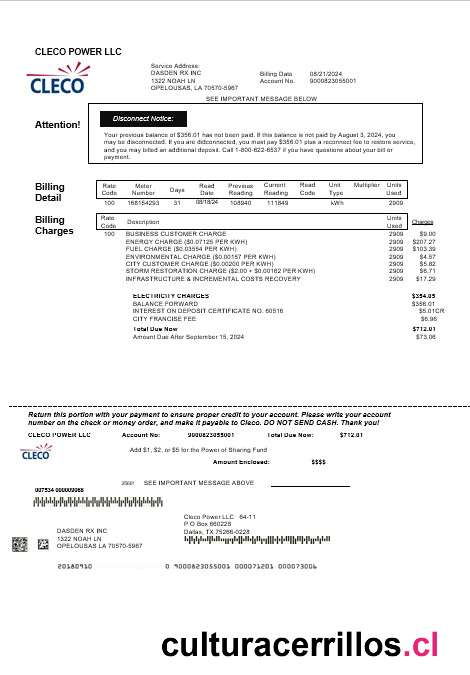 CLECO POWER LLC
CLECO
Service Address:
DASDEN RX INC
1322 NOAH LN
OPELOUSAS, LA 70570-5967
Billing Date 08/21/2024
Account No. 9000823055001
SEE IMPORTANT MESSAGE BELOW
Attention!
Disconnect Notice:
Your previous balance of $356.01 has not been paid. If this balance is not paid by August 3, 2024, you
may be disconnected. If you are didconnected, you must pay $356.01 plus a reconnect fee to restore service,
and you may billed an additional deposit. Call 1-800-622-6537 if you have questions about your bill or
payment.
Billing Detail
Rate Code Meter Number Days Read Date Previous Reading Current Reading Read Code Unit Type Multiplier Units Used
100 168154293 31 08/18/24 108940 111849 kWh 2909
Billing Charges
Rate Code Description Units Used Charges
100 BUSINESS CUSTOMER CHARGE 2909 $9.00
ENERGY CHARGE ($0.07125 PER KWH) 2909 $207.27
FUEL CHARGE ($0.03554 PER KWH) 2909 $103.39
ENVIRONMENTAL CHARGE ($0.00157 PER KWH) 2909 $4.57
CITY CUSTOMER CHARGE ($0.00200 PER KWH) 2909 $5.82
STORM RESTORATION CHARGE ($2.00 + $0.00162 PER KWH) 2909 $6.71
INFRASTRUCTURE & INCREMENTAL COSTS RECOVERY 2909 $17.29
ELECTRICITY CHARGES $354.05
BALANCE FORWARD $356.01
INTEREST ON DEPOSIT CERTIFICATE NO. 60516 $5.01CR
CITY FRANCISE FEE $6.96
Total Due Now $712.01
Amount Due After September 15, 2024 $73.06
Return this portion with your payment to ensure proper credit to your account. Please write your account
number on the check or money order, and make it payable to Cleco. DO NOT SEND CASH. Thank you!
CLECO POWER LLC Account No: 9000823055001 Total Due Now: $712.01
CLECO
Add $1, $2, or $5 for the Power of Sharing Fund
Amount Enclosed: $$$$
SEE IMPORTANT MESSAGE ABOVE
007534 000009068
Cleco Power LLC 64-11
P O Box 660228
Dallas, TX 75266-0228
DASDEN RX INC
1322 NOAH LN
OPELOUSAS LA 70570-5967
20180910 0 9000823055001 000071201 000073006
culturacerrillos.cl